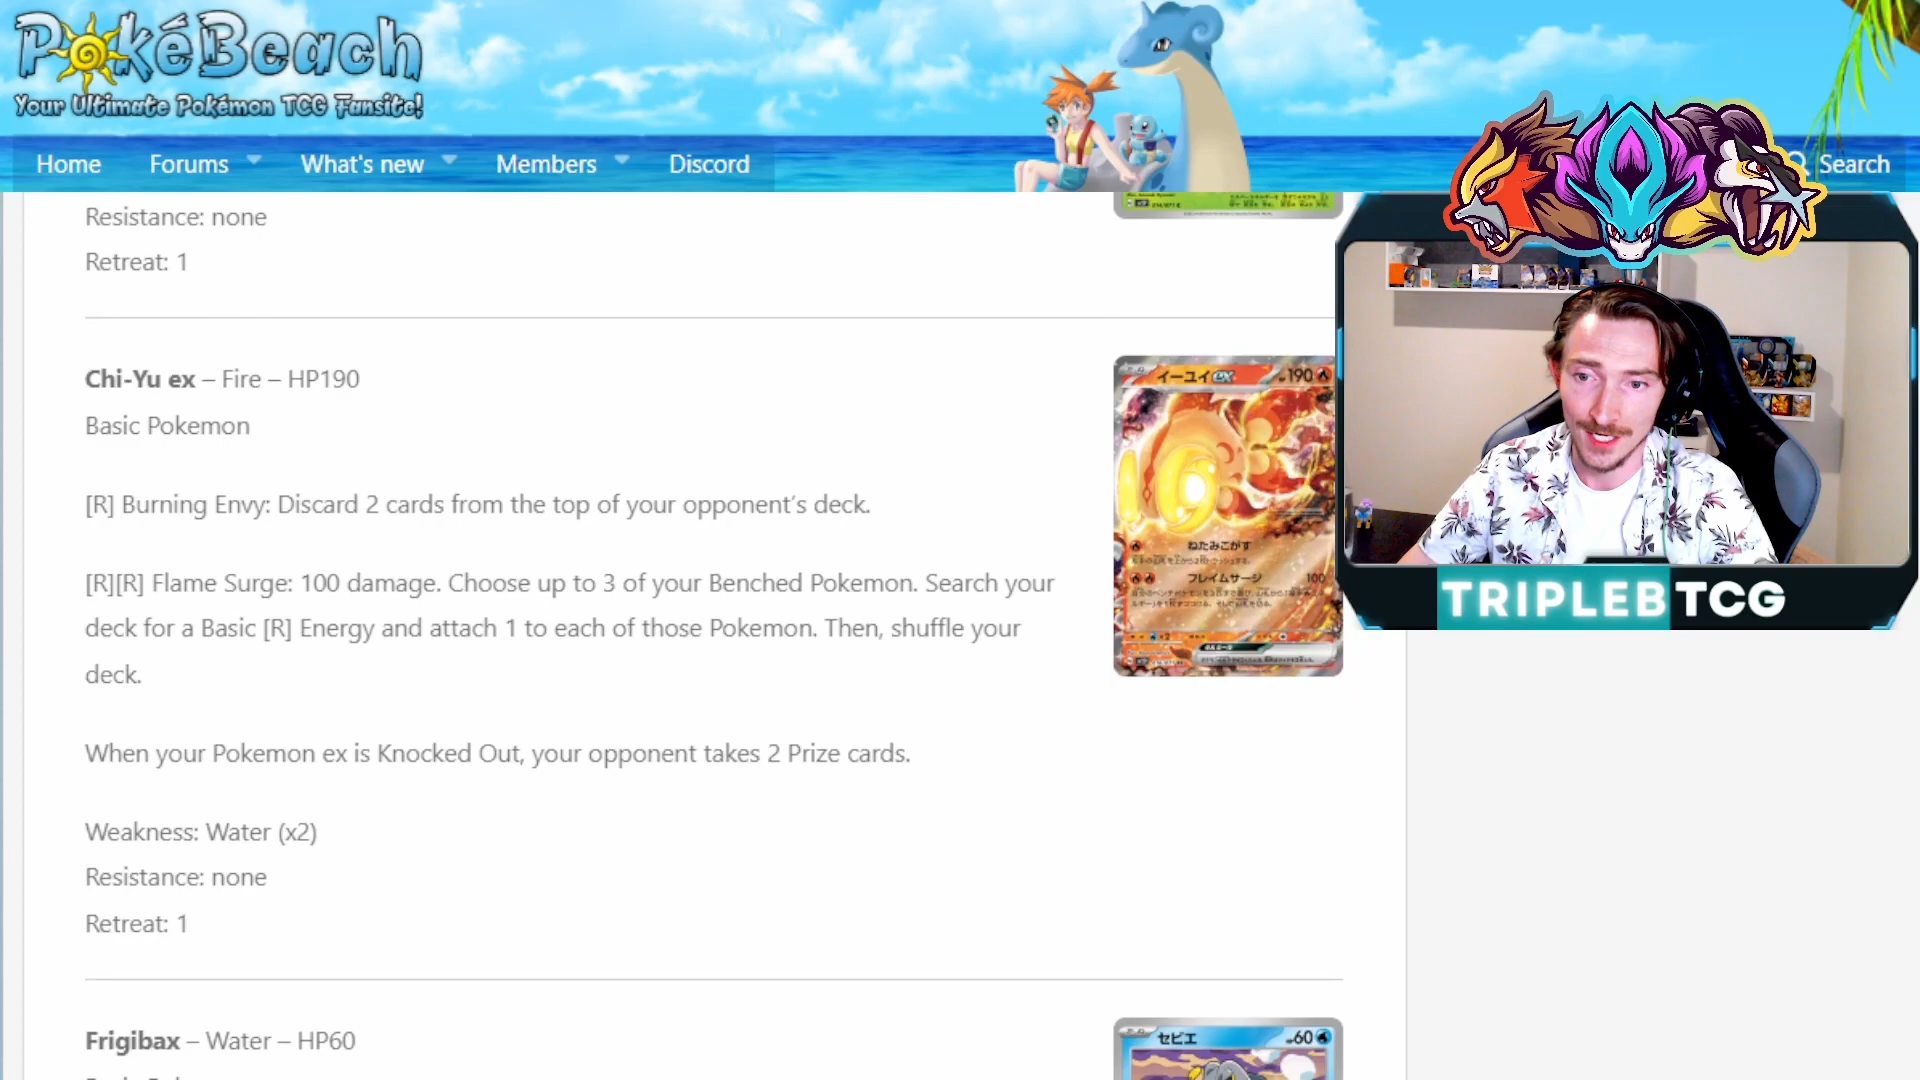 PokéBeach
Your Ultimate Pokémon TCG Fansite!
Home
Forums
What's new
Members
Discord
Search
Resistance: none
Retreat: 1
Chi-Yu ex – Fire – HP190
Basic Pokemon
[R] Burning Envy: Discard 2 cards from the top of your opponent's deck.
[R][R] Flame Surge: 100 damage. Choose up to 3 of your Benched Pokemon. Search your
deck for a Basic [R] Energy and attach 1 to each of those Pokemon. Then, shuffle your
deck.
When your Pokemon ex is Knocked Out, your opponent takes 2 Prize cards.
Weakness: Water (x2)
Resistance: none
Retreat: 1
イーユイex
190
ねたみこがす
フレイムサージ 100
TRIPLEB TCG
Frigibax – Water – HP60
セビエ
60